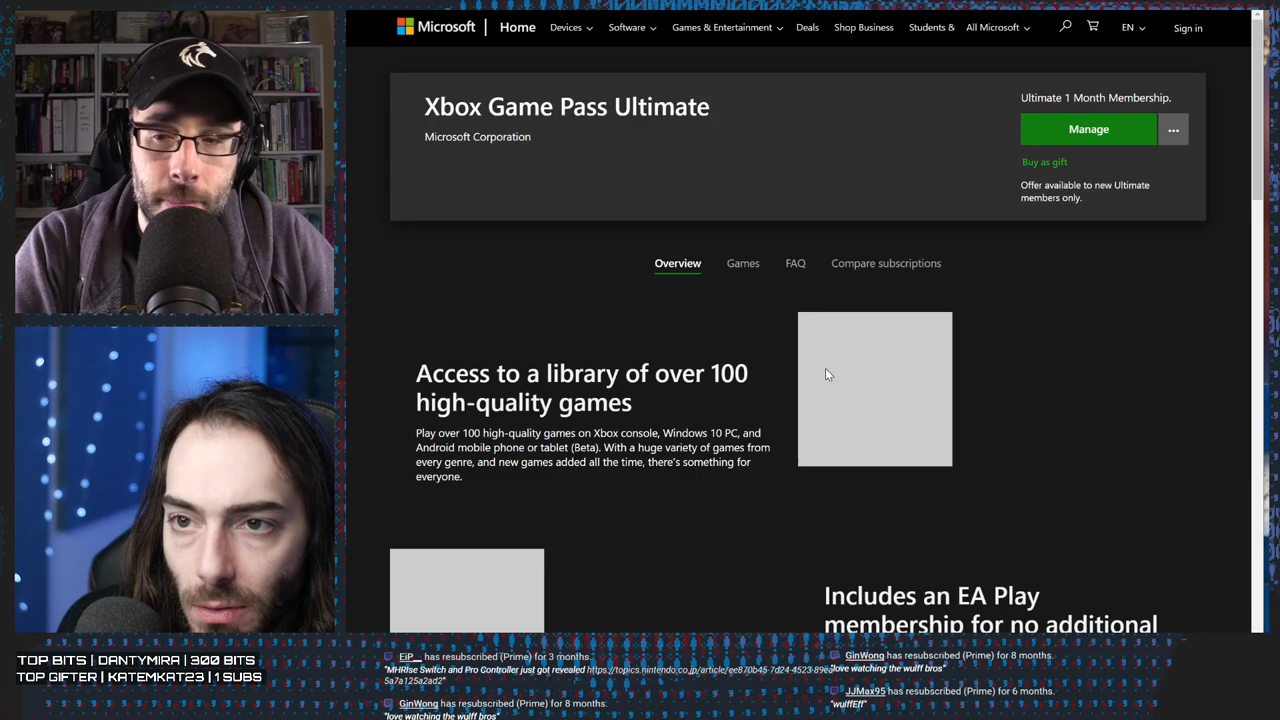 Microsoft
Home
Devices
Software
Games & Entertainment
Deals
Shop Business
Students &
All Microsoft
EN
Sign in
Xbox Game Pass Ultimate
Microsoft Corporation
Ultimate 1 Month Membership.
Manage
...
Buy as gift
Offer available to new Ultimate
members only.
Overview
Games
FAQ
Compare subscriptions
Access to a library of over 100
high-quality games
Play over 100 high-quality games on Xbox console, Windows 10 PC, and
Android mobile phone or tablet (Beta). With a huge variety of games from
every genre, and new games added all the time, there's something for
everyone.
Includes an EA Play
membership for no additional
TOP BITS | DANTYMIRA | 300 BITS
TOP GIFTER | KATEMKAT23 | 1 SUBS
EiP__ has resubscribed (Prime) for 3 months.
Switch and Pro Controller just got revealed
GinWong has resubscribed (Prime) for 8 months.
"love watching the wulff bros"
GinWong has resubscribed (Prime) for 8 months.
"love watching the wulff bros"
JJMax95 has resubscribed (Prime) for 6 months.
"wulffEff"